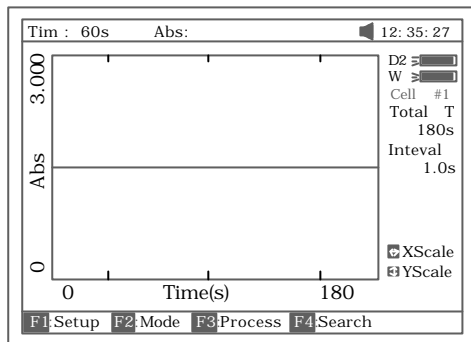 Tim : 60s Abs: 12: 35: 27
3.000
Abs
0
D2
W
Cell #1
Total T
180s
Inteval
1.0s
XScale
YScale
0 Time(s) 180
F1:Setup F2:Mode F3:Process F4:Search